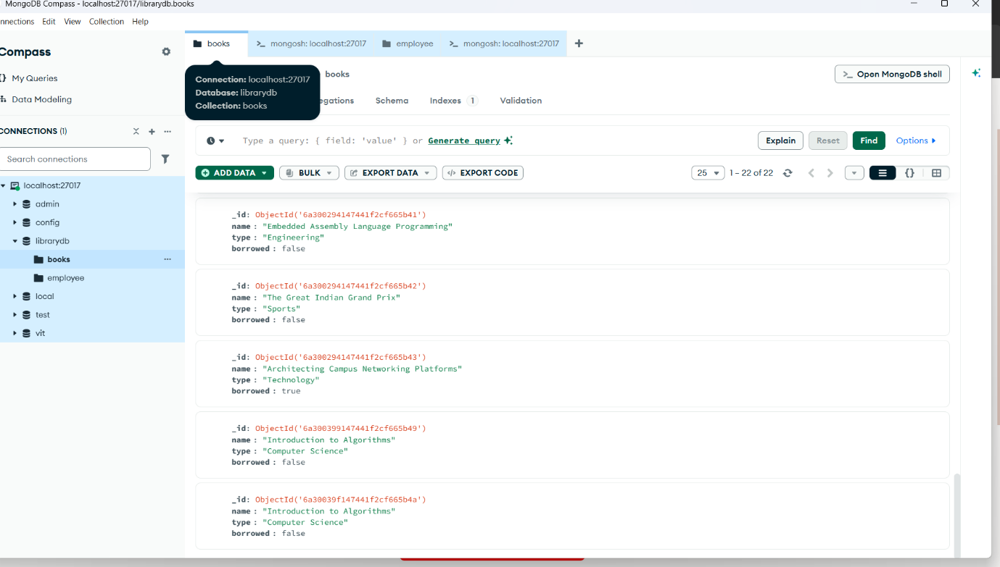 MongoDB Compass - localhost:27017/librarydb.books
nnections Edit View Collection Help
Compass
{} My Queries
Data Modeling
CONNECTIONS (1)
Search connections
localhost:27017
admin
config
librarydb
books
employee
local
test
vit
books
>_ mongosh: localhost:27017
employee
>_ mongosh: localhost:27017
+
Connection: localhost:27017
Database: librarydb
Collection: books
books
>_ Open MongoDB shell
egations
Schema
Indexes 1
Validation
Type a query: { field: 'value' } or Generate query
Explain
Reset
Find
Options
ADD DATA
BULK
EXPORT DATA
</> EXPORT CODE
25
1 – 22 of 22
{}
_id: ObjectId('6a300294147441f2cf665b41')
name : "Embedded Assembly Language Programming"
type : "Engineering"
borrowed : false
_id: ObjectId('6a300294147441f2cf665b42')
name : "The Great Indian Grand Prix"
type : "Sports"
borrowed : false
_id: ObjectId('6a300294147441f2cf665b43')
name : "Architecting Campus Networking Platforms"
type : "Technology"
borrowed : true
_id: ObjectId('6a300399147441f2cf665b49')
name : "Introduction to Algorithms"
type : "Computer Science"
borrowed : false
_id: ObjectId('6a30039f147441f2cf665b4a')
name : "Introduction to Algorithms"
type : "Computer Science"
borrowed : false